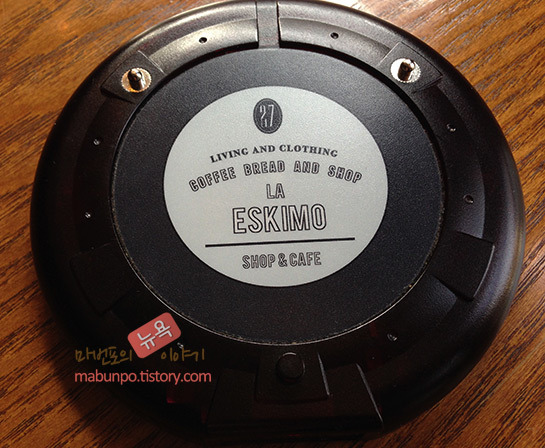 27
LIVING AND CLOTHING
COFFEE BREAD AND SHOP
LA
ESKIMO
SHOP & CAFE
마번포의 뉴욕 이야기
mabunpo.tistory.com